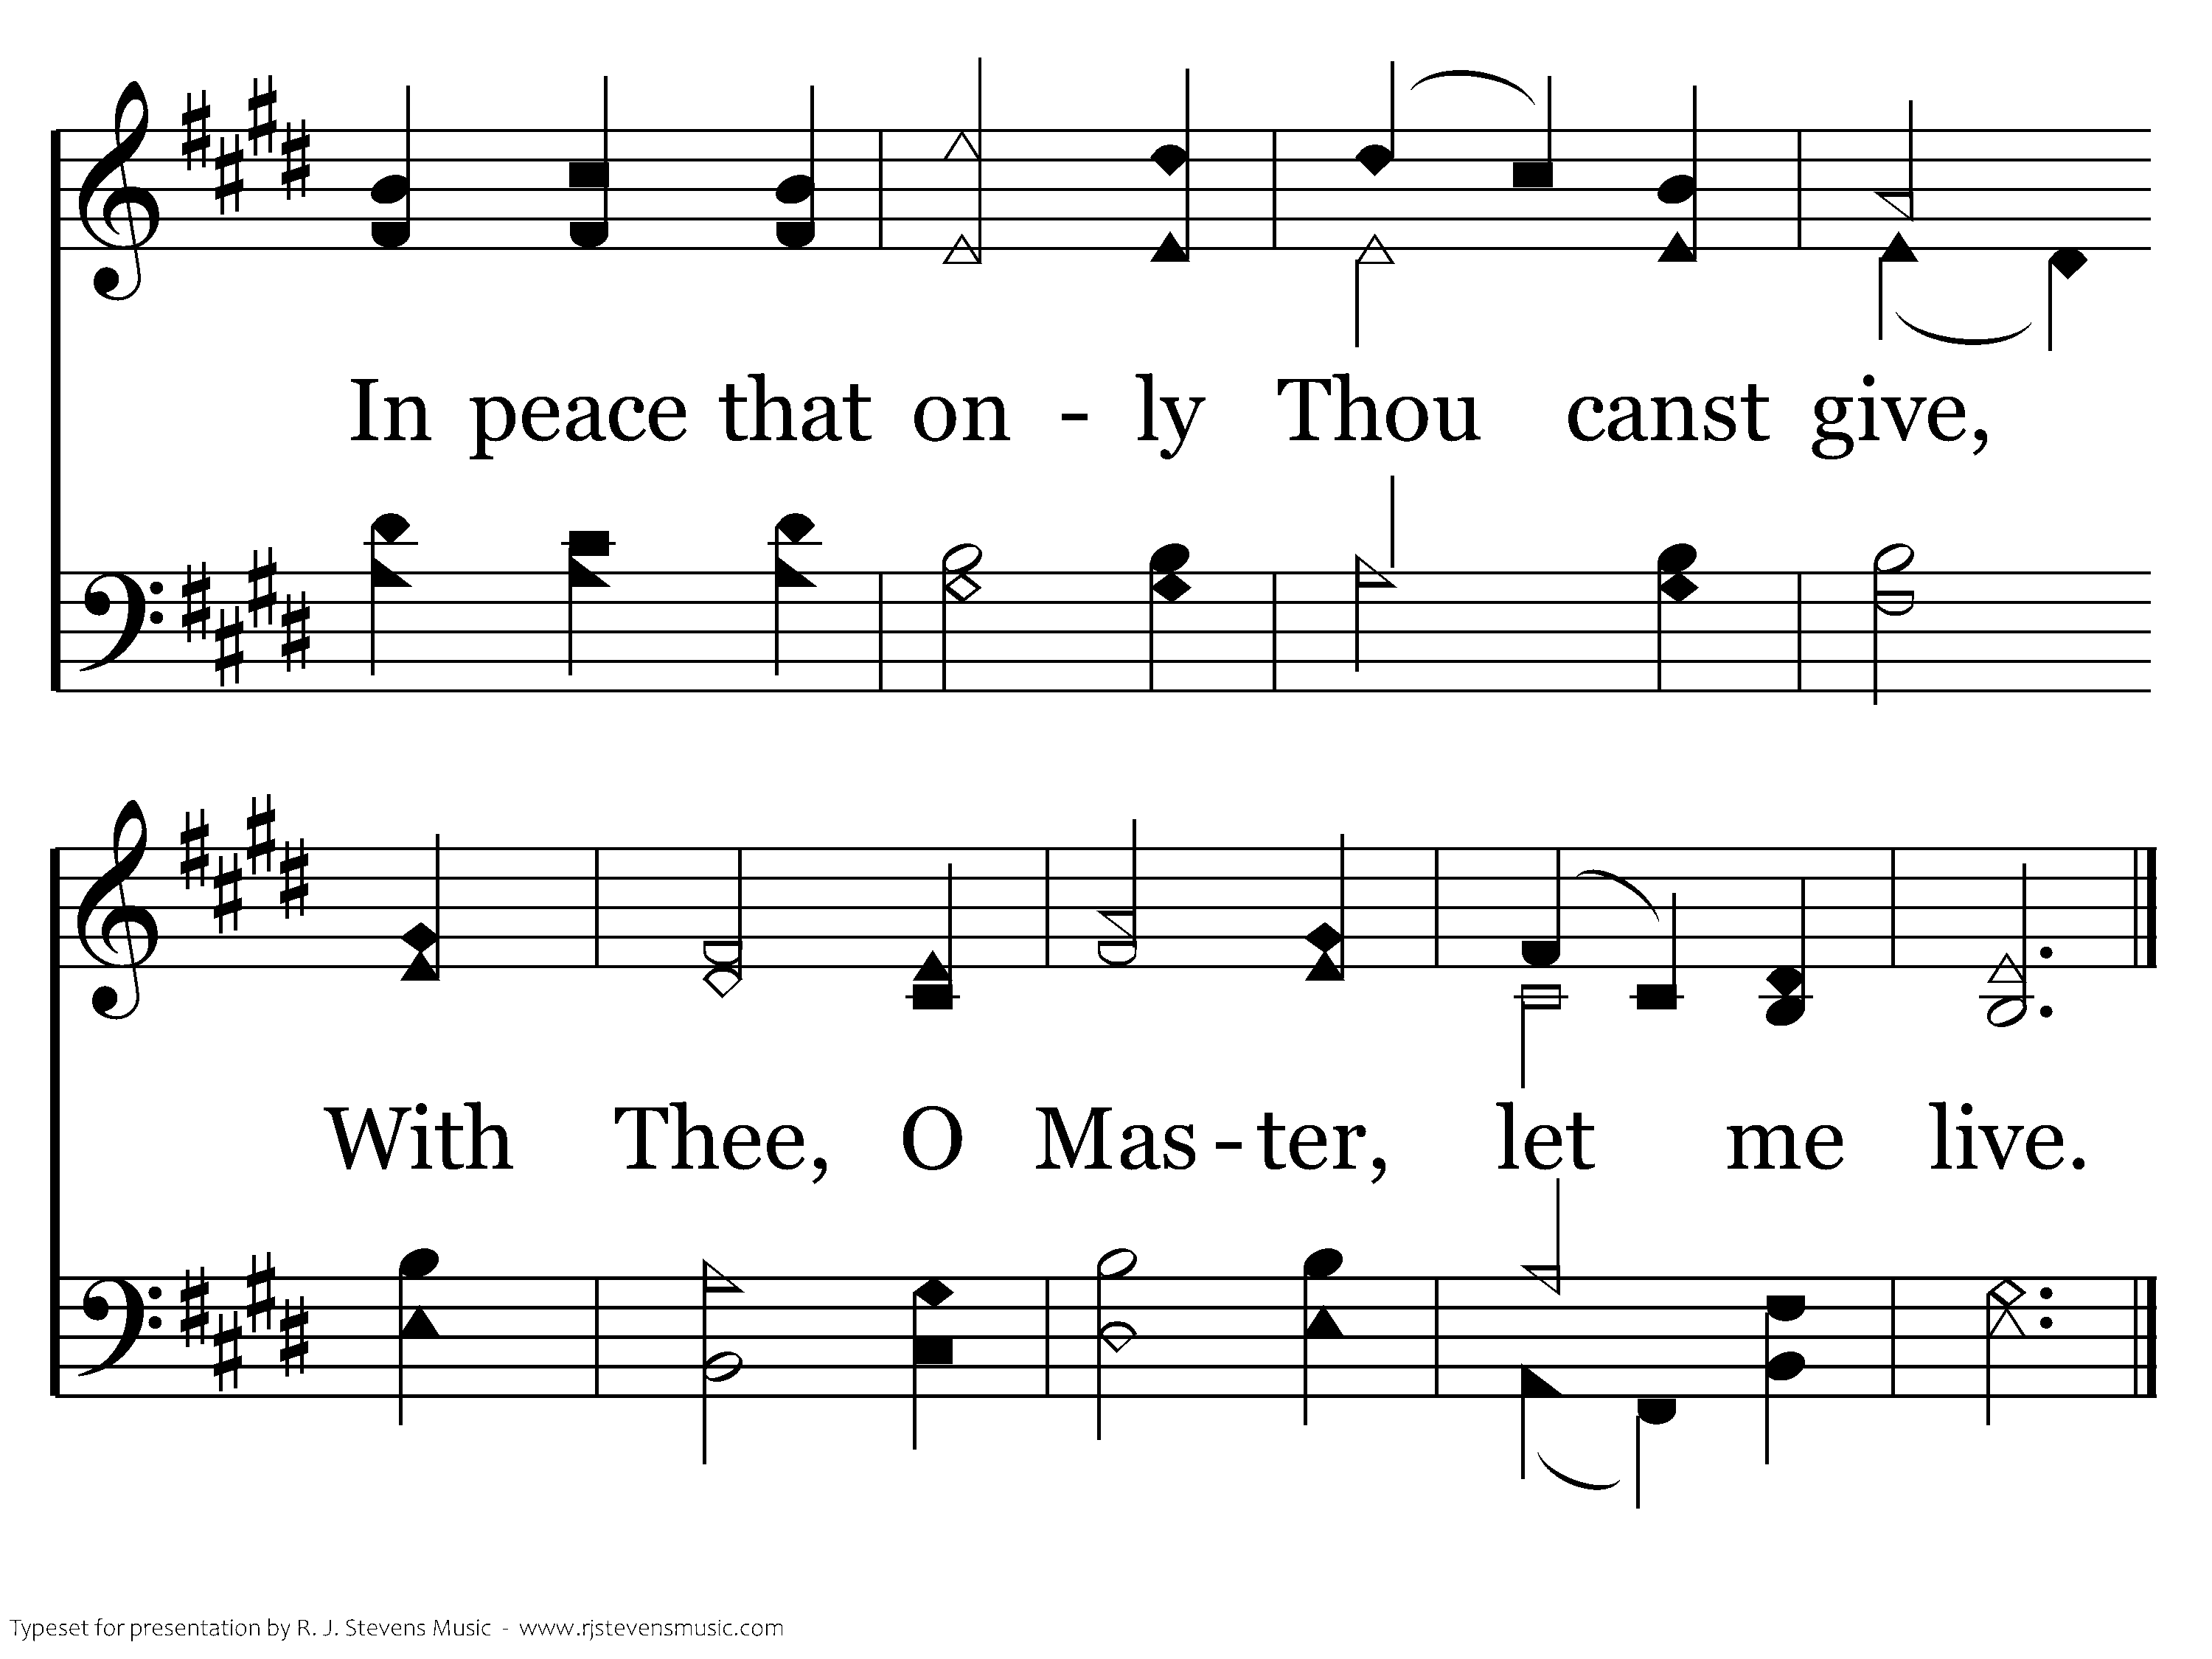 In peace that on - ly Thou canst give,
With Thee, O Mas - ter, let me live.
Typeset for presentation by R. J. Stevens Music - www.rjstevensmusic.com